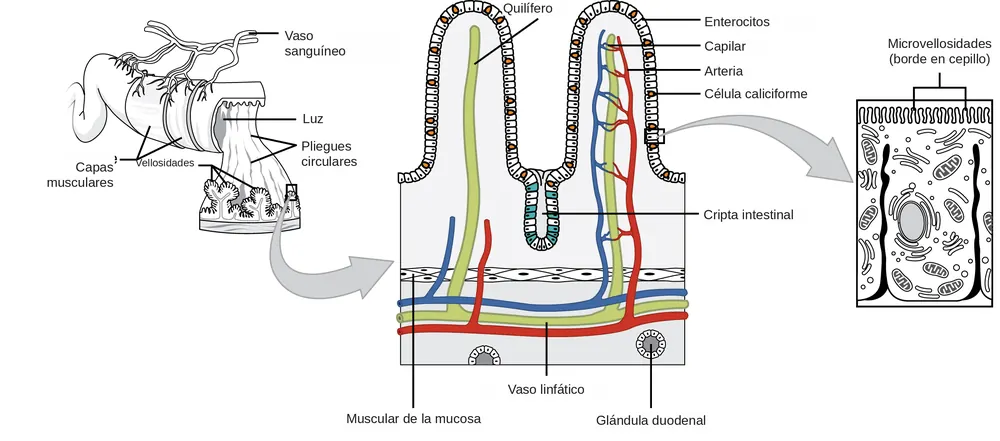 Vaso
sanguíneo
Luz
Pliegues
circulares
Capas
musculares
Vellosidades
Quilífero
Enterocitos
Capilar
Arteria
Célula caliciforme
Cripta intestinal
Vaso linfático
Muscular de la mucosa
Glándula duodenal
Microvellosidades
(borde en cepillo)